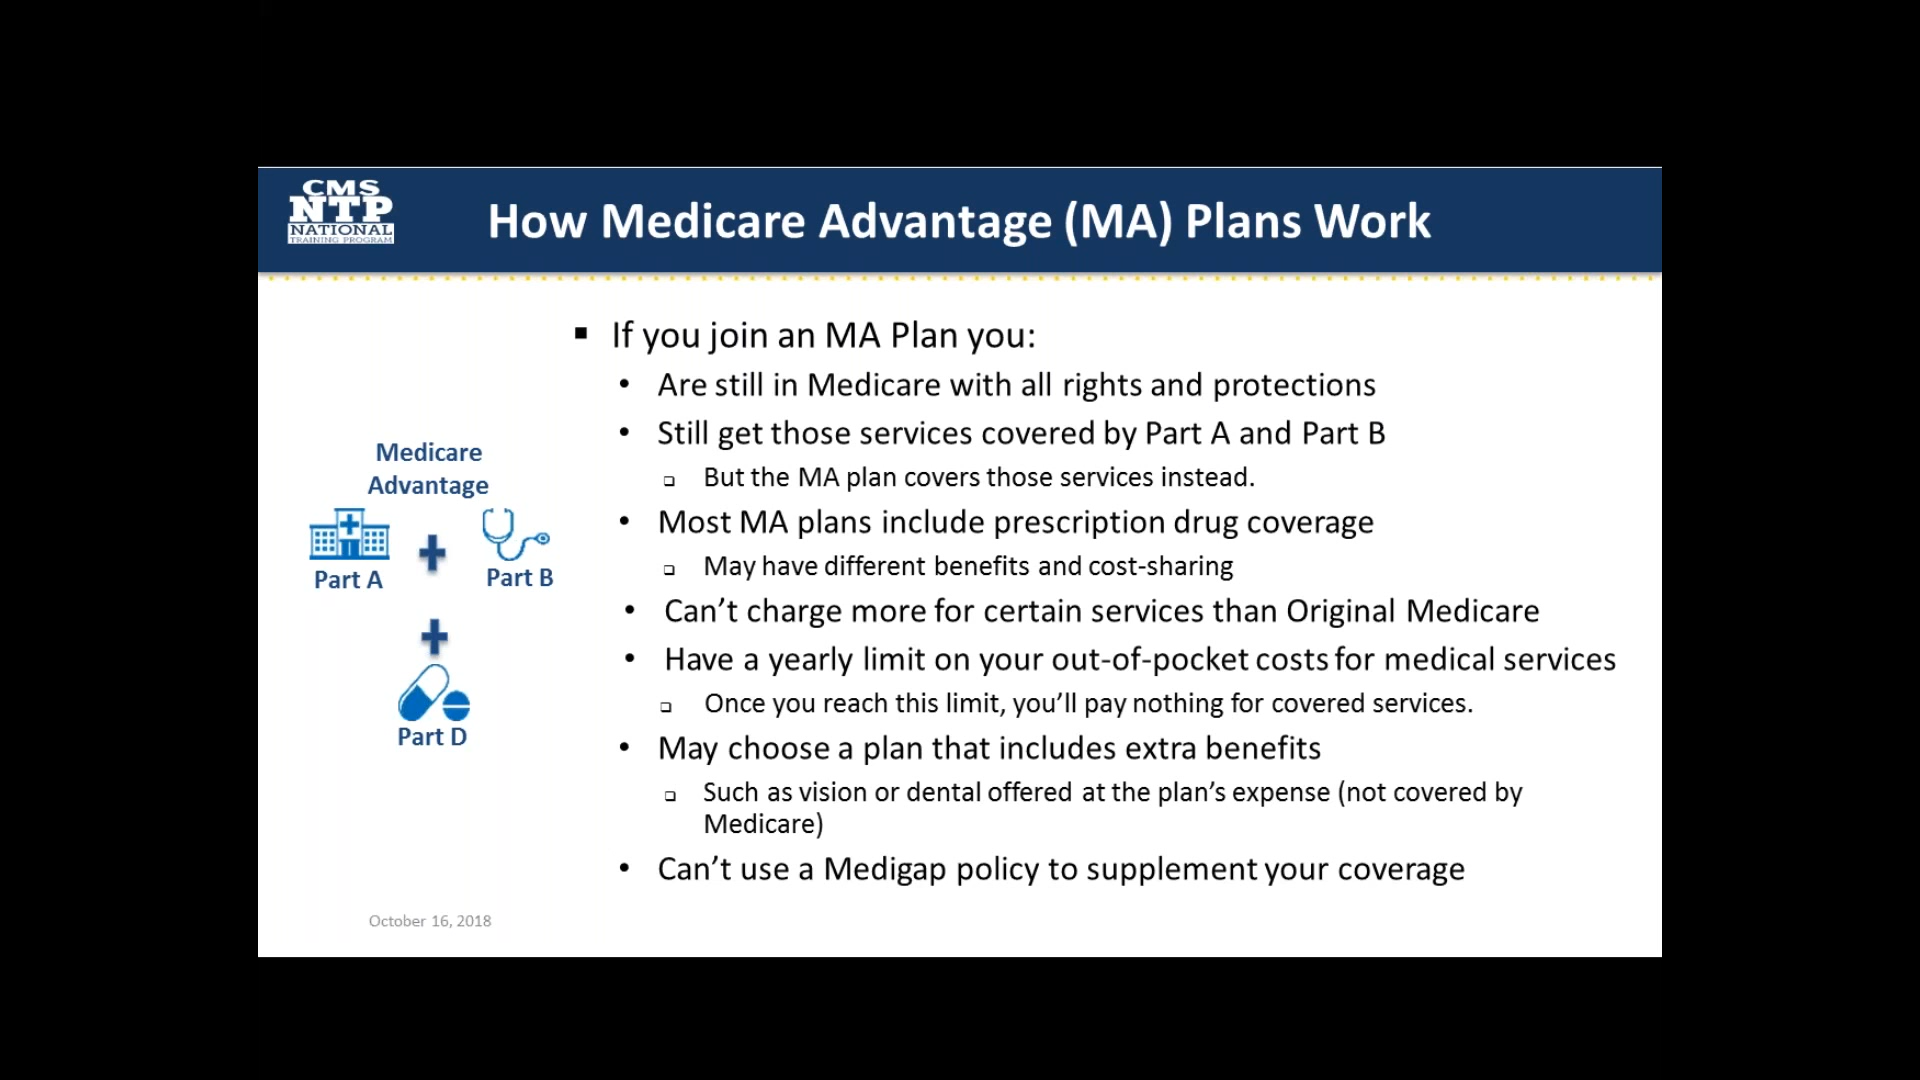 CMS
NTP
NATIONAL
TRAINING PROGRAM
How Medicare Advantage (MA) Plans Work
Medicare
Advantage
Part A
Part B
Part D
If you join an MA Plan you:
Are still in Medicare with all rights and protections
Still get those services covered by Part A and Part B
But the MA plan covers those services instead.
Most MA plans include prescription drug coverage
May have different benefits and cost-sharing
Can’t charge more for certain services than Original Medicare
Have a yearly limit on your out-of-pocket costs for medical services
Once you reach this limit, you’ll pay nothing for covered services.
May choose a plan that includes extra benefits
Such as vision or dental offered at the plan’s expense (not covered by
Medicare)
Can’t use a Medigap policy to supplement your coverage
October 16, 2018